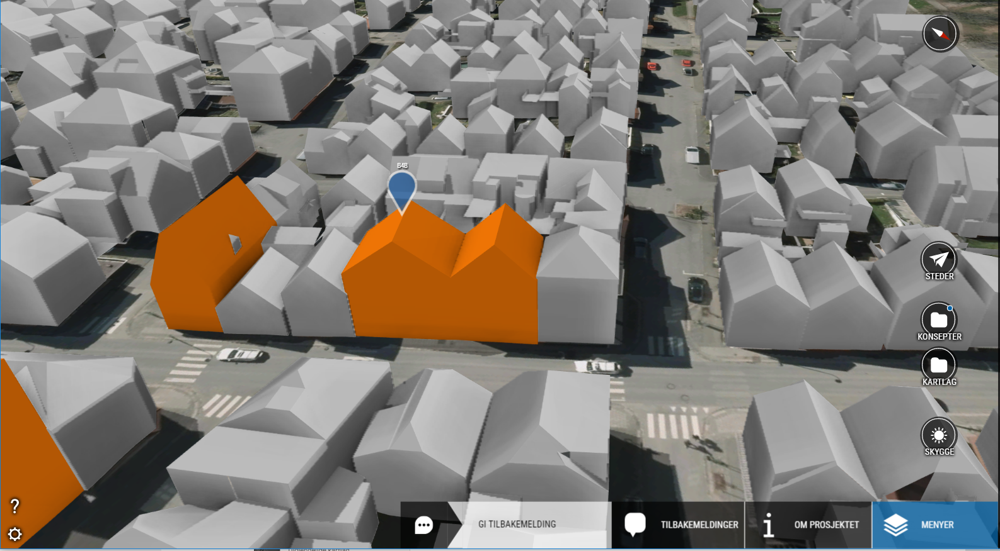 B4B
STEDER
KONSEPTER
KARTLAG
SKYGGE
?
GI TILBAKEMELDING
TILBAKEMELDINGER
i
OM PROSJEKTET
MENYER